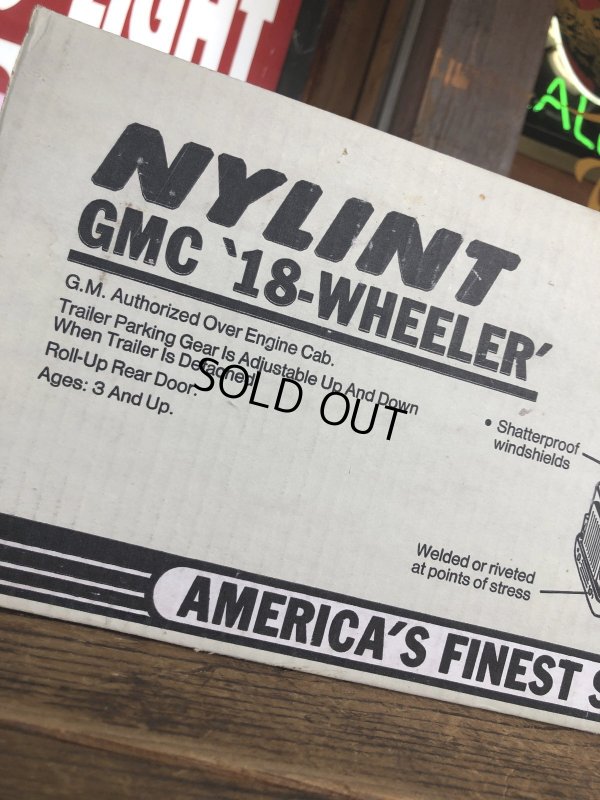 LIGHT
AL
NYLINT
GMC '18-WHEELER'
G.M. Authorized Over Engine Cab.
Trailer Parking Gear Is Adjustable Up And Down
When Trailer Is Detached.
Roll-Up Rear Door.
Ages: 3 And Up.
SOLD OUT
• Shatterproof
windshields
Welded or riveted
at points of stress
AMERICA'S FINEST S